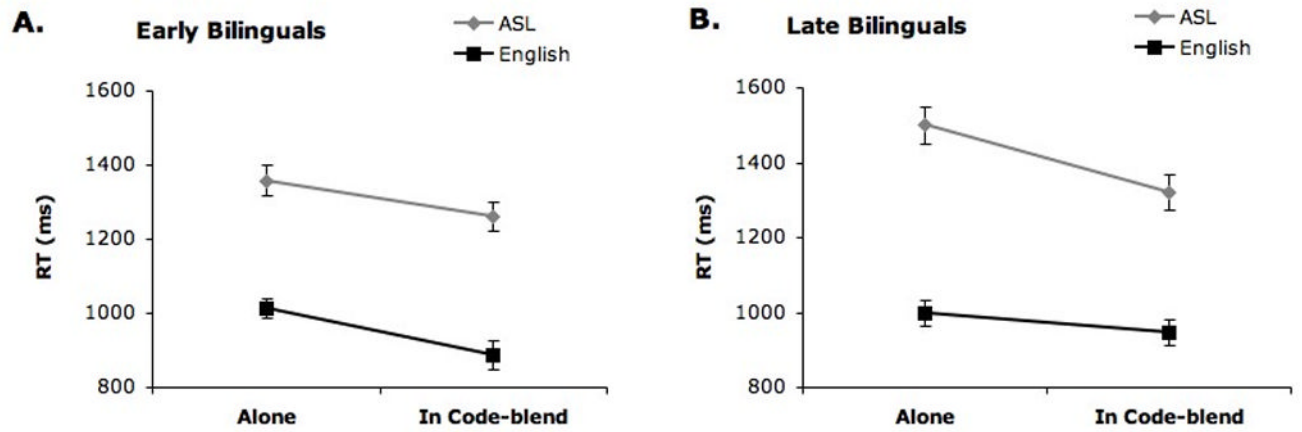 A.
Early Bilinguals
ASL
English
1600
1400
1200
1000
800
RT (ms)
Alone
In Code-blend
B.
Late Bilinguals
ASL
English
1600
1400
1200
1000
800
RT (ms)
Alone
In Code-blend